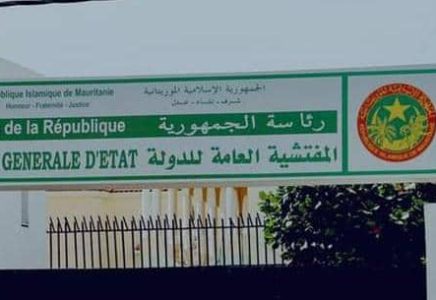 blique Islamique de Mauritanie
Honneur - Fraternité - Justice
الجمهورية الإسلامية الموريتانية
شرف - إخاء - عدل
de la République رئاسة الجمهورية
GENERALE D'ETAT المفتشية العامة للدولة